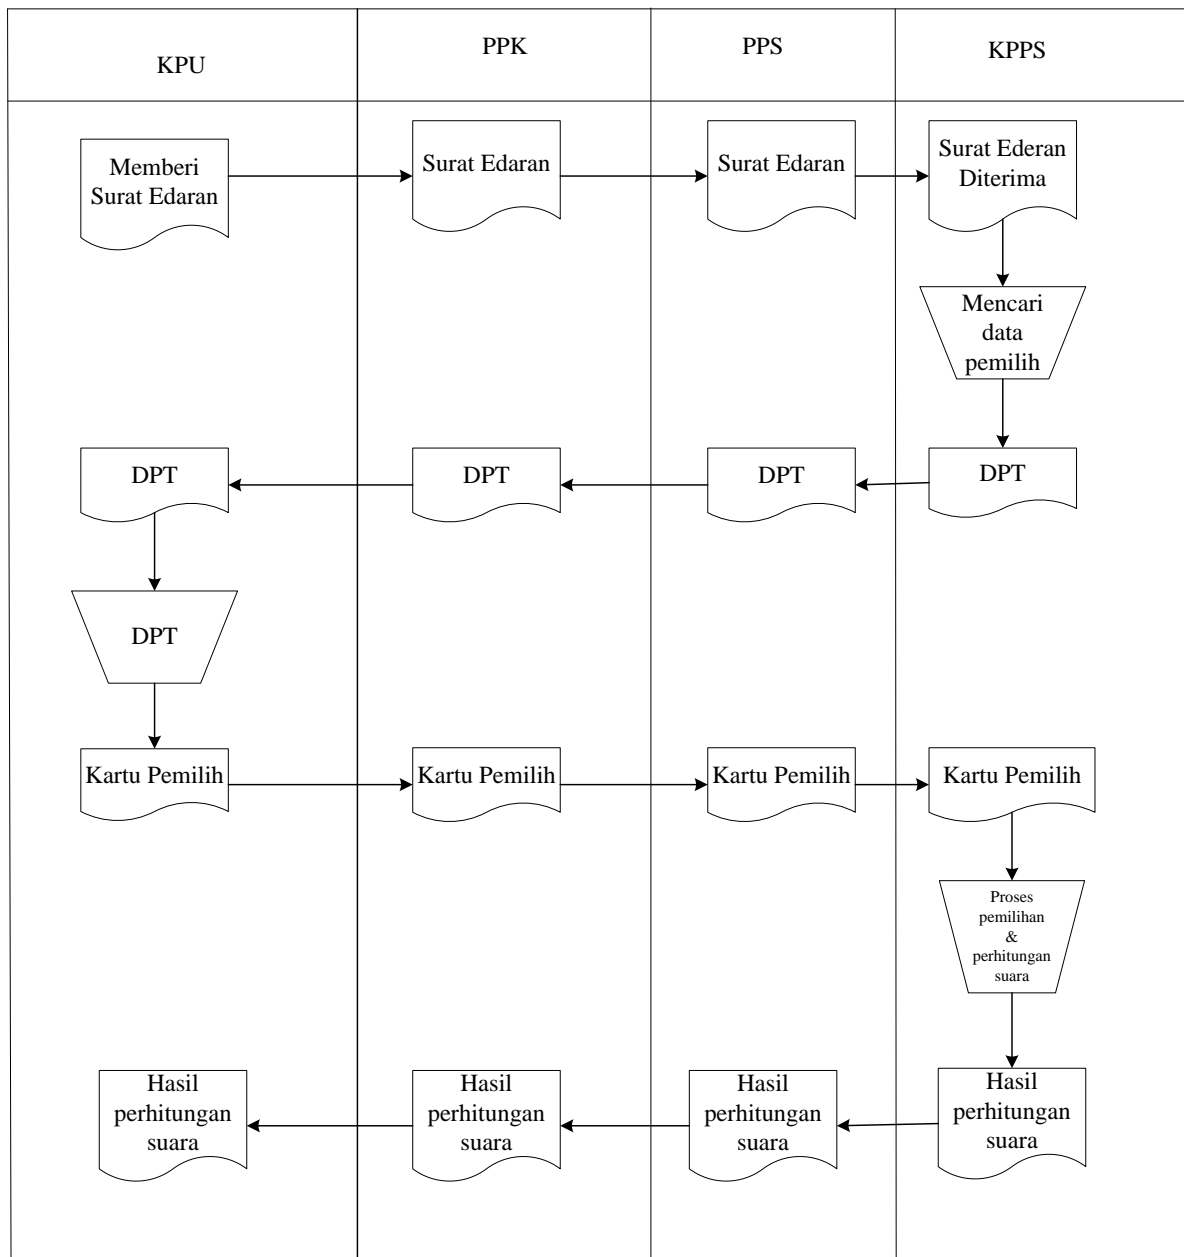 KPU
PPK
PPS
KPPS
Memberi
Surat Edaran
Surat Edaran
Surat Edaran
Surat Ederan
Diterima
Mencari
data
pemilih
DPT
DPT
DPT
DPT
DPT
Kartu Pemilih
Kartu Pemilih
Kartu Pemilih
Kartu Pemilih
Proses
pemilihan
&
perhitungan
suara
Hasil
perhitungan
suara
Hasil
perhitungan
suara
Hasil
perhitungan
suara
Hasil
perhitungan
suara